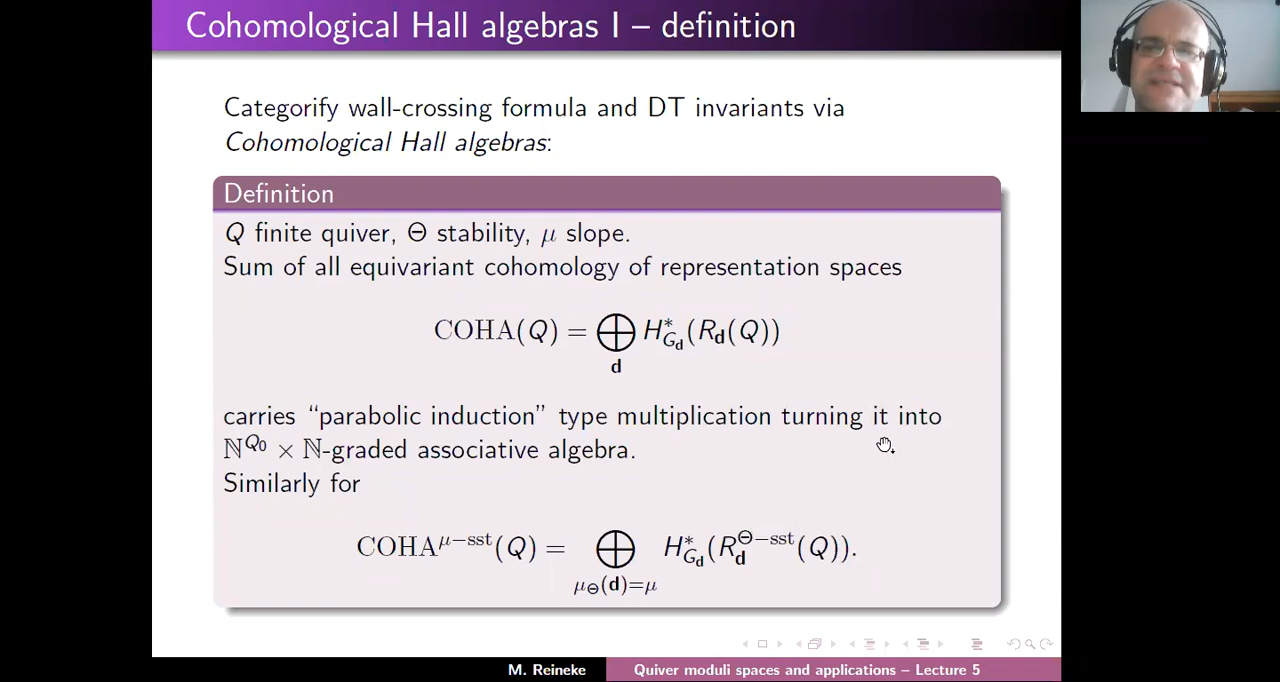 Cohomological Hall algebras I – definition
Categorify wall-crossing formula and DT invariants via
Cohomological Hall algebras:
Definition
Q finite quiver, Θ stability, μ slope.
Sum of all equivariant cohomology of representation spaces
COHA(Q) = ⨁_d H*_{G_d}(R_d(Q))
carries “parabolic induction” type multiplication turning it into
ℕ^{Q_0} × ℕ-graded associative algebra.
Similarly for
COHA^{μ−sst}(Q) = ⨁_{μ_Θ(d)=μ} H*_{G_d}(R_d^{Θ−sst}(Q)).
M. Reineke Quiver moduli spaces and applications – Lecture 5